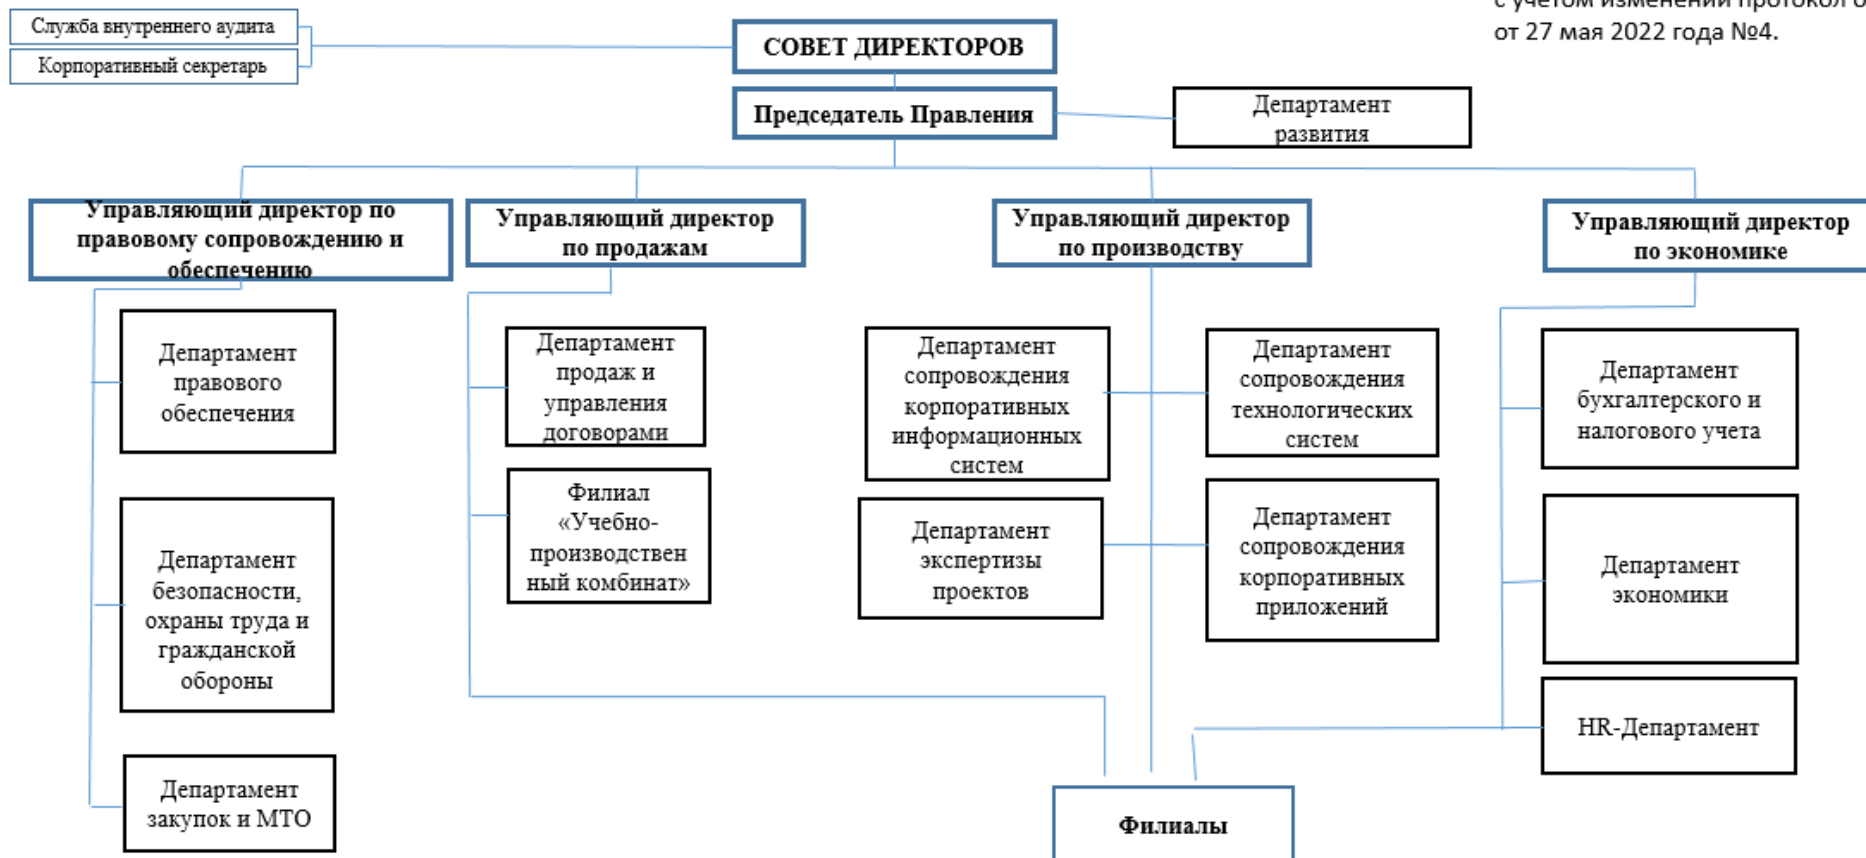 с учетом изменений протокол
от 27 мая 2022 года №4.
Служба внутреннего аудита
Корпоративный секретарь
СОВЕТ ДИРЕКТОРОВ
Председатель Правления
Департамент
развития
Управляющий директор по
правовому сопровождению и
обеспечению
Управляющий директор
по продажам
Управляющий директор
по производству
Управляющий директор
по экономике
Департамент
правового
обеспечения
Департамент
безопасности,
охраны труда и
гражданской
обороны
Департамент
закупок и МТО
Департамент
продаж и
управления
договорами
Филиал
«Учебно-
производствен
ный комбинат»
Департамент
сопровождения
корпоративных
информационных
систем
Департамент
экспертизы
проектов
Департамент
сопровождения
технологических
систем
Департамент
сопровождения
корпоративных
приложений
Департамент
бухгалтерского и
налогового учета
Департамент
экономики
HR-Департамент
Филиалы